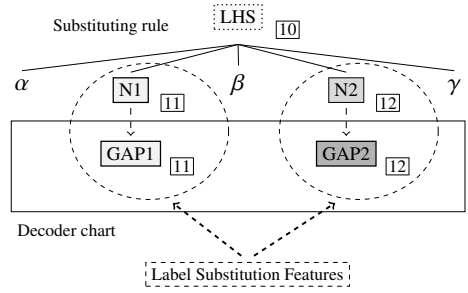 Substituting rule LHS 10
α N1 11 β N2 12 γ
GAP1 11 GAP2 12
Decoder chart
Label Substitution Features